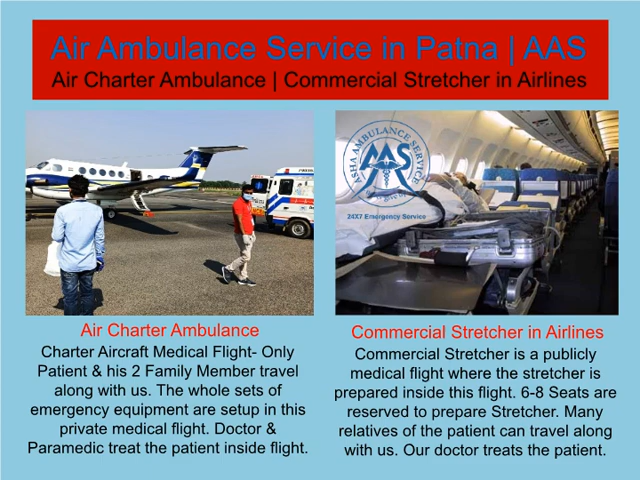 Air Ambulance Service in Patna | AAS
Air Charter Ambulance | Commercial Stretcher in Airlines
ASHA AMBULANCE SERVICE
AAS
24X7 Emergency Service
Air Charter Ambulance
Charter Aircraft Medical Flight- Only
Patient & his 2 Family Member travel
along with us. The whole sets of
emergency equipment are setup in this
private medical flight. Doctor &
Paramedic treat the patient inside flight.
Commercial Stretcher in Airlines
Commercial Stretcher is a publicly
medical flight where the stretcher is
prepared inside this flight. 6-8 Seats are
reserved to prepare Stretcher. Many
relatives of the patient can travel along
with us. Our doctor treats the patient.